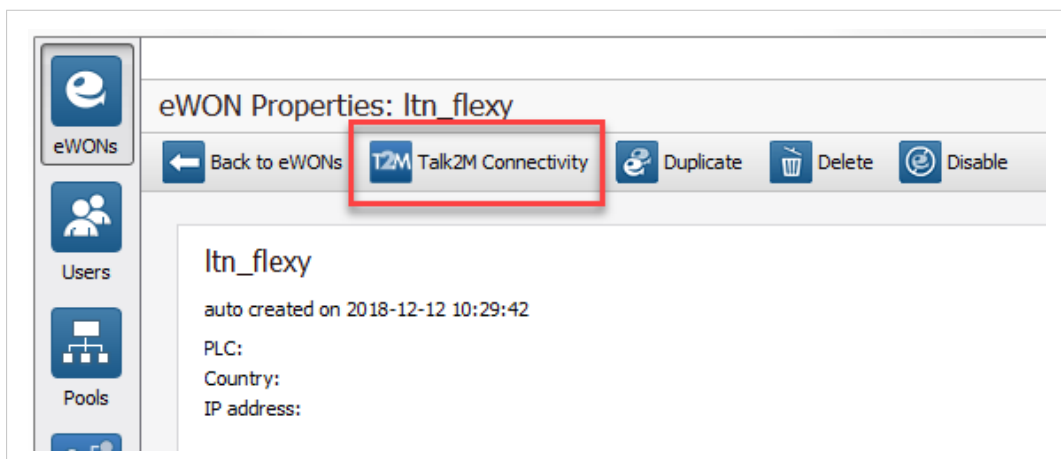 eWONs
Users
Pools
eWON Properties: ltn_flexy
Back to eWONs T2M Talk2M Connectivity Duplicate Delete Disable
ltn_flexy
auto created on 2018-12-12 10:29:42
PLC:
Country:
IP address: